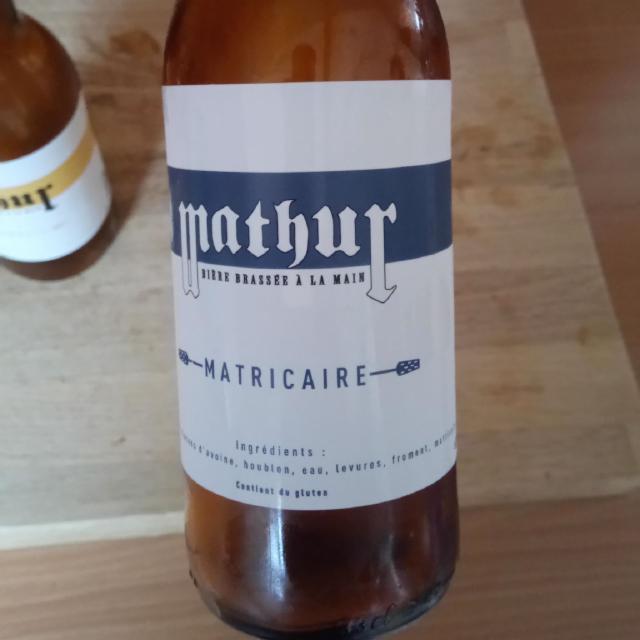 mathur
BIÈRE BRASSÉE À LA MAIN
MATRICAIRE
Ingrédients :
d'avoine, houblon, eau, levures, froment,
Contient du gluten